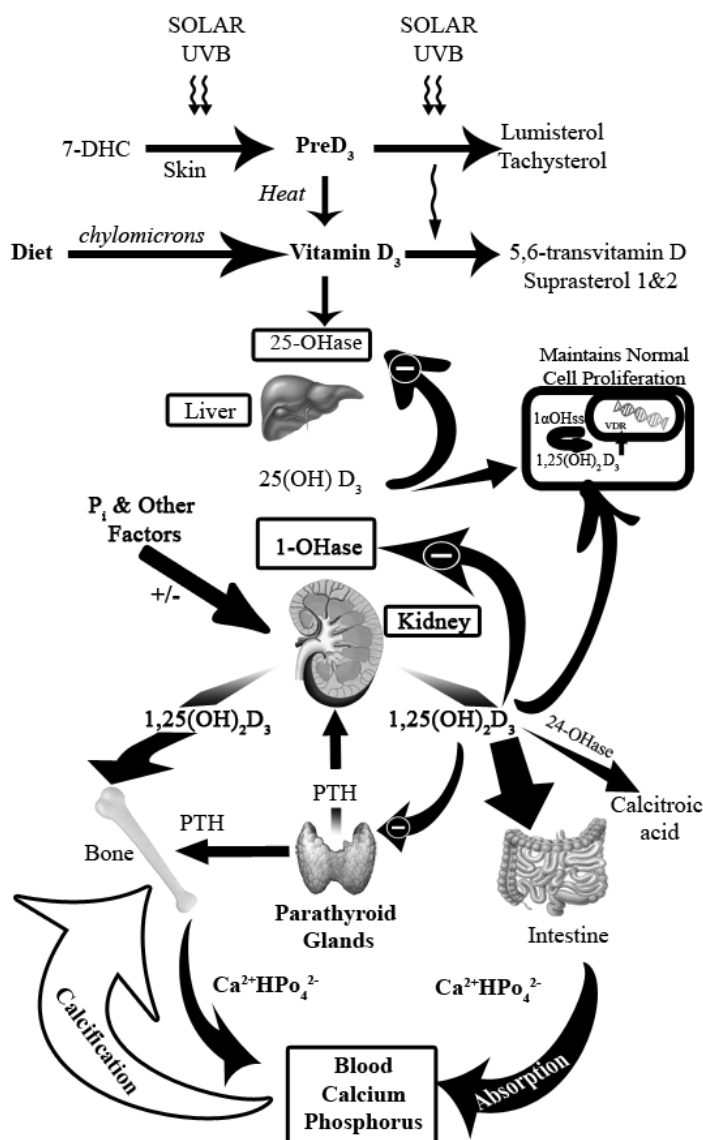 SOLAR
UVB
SOLAR
UVB
7-DHC
Skin
PreD₃
Lumisterol
Tachysterol
Heat
Diet
chylomicrons
Vitamin D₃
5,6-transvitamin D
Suprasterol 1&2
25-OHase
Liver
25(OH) D₃
Maintains Normal
Cell Proliferation
1αOHss
VDR
1,25(OH)₂D₃
Pᵢ & Other
Factors
+/-
1-OHase
Kidney
1,25(OH)₂D₃
1,25(OH)₂D₃
24-OHase
Calcitroic
acid
PTH
PTH
Bone
Parathyroid
Glands
Intestine
Ca²⁺HPo₄²⁻
Ca²⁺HPo₄²⁻
Calcification
Absorption
Blood
Calcium
Phosphorus